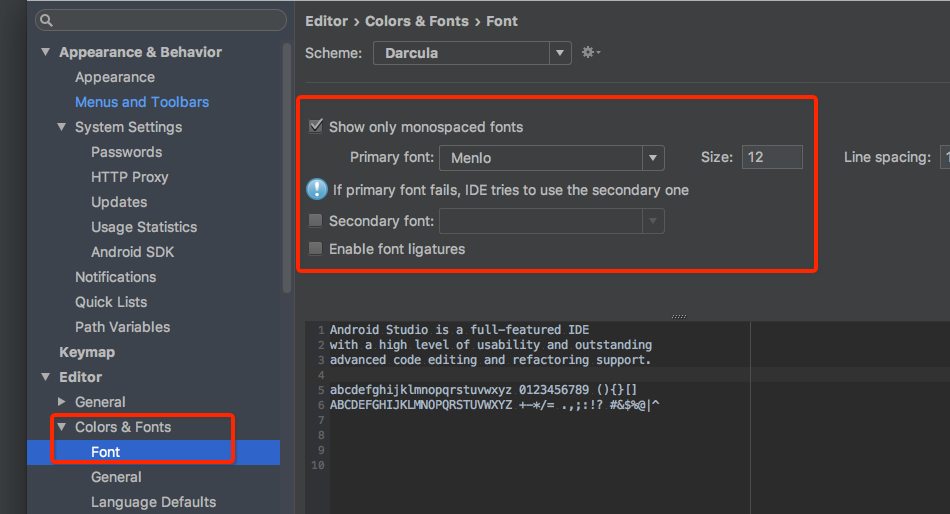 Appearance & Behavior
Appearance
Menus and Toolbars
System Settings
Passwords
HTTP Proxy
Updates
Usage Statistics
Android SDK
Notifications
Quick Lists
Path Variables
Keymap
Editor
General
Colors & Fonts
Font
General
Language Defaults
Editor › Colors & Fonts › Font
Scheme: Darcula
Show only monospaced fonts
Primary font: Menlo Size: 12 Line spacing:
If primary font fails, IDE tries to use the secondary one
Secondary font:
Enable font ligatures
1 Android Studio is a full-featured IDE
2 with a high level of usability and outstanding
3 advanced code editing and refactoring support.
4
5 abcdefghijklmnopqrstuvwxyz 0123456789 (){}[]
6 ABCDEFGHIJKLMNOPQRSTUVWXYZ +-*/= .,;:!? #&$%@|^
7
8
9
10